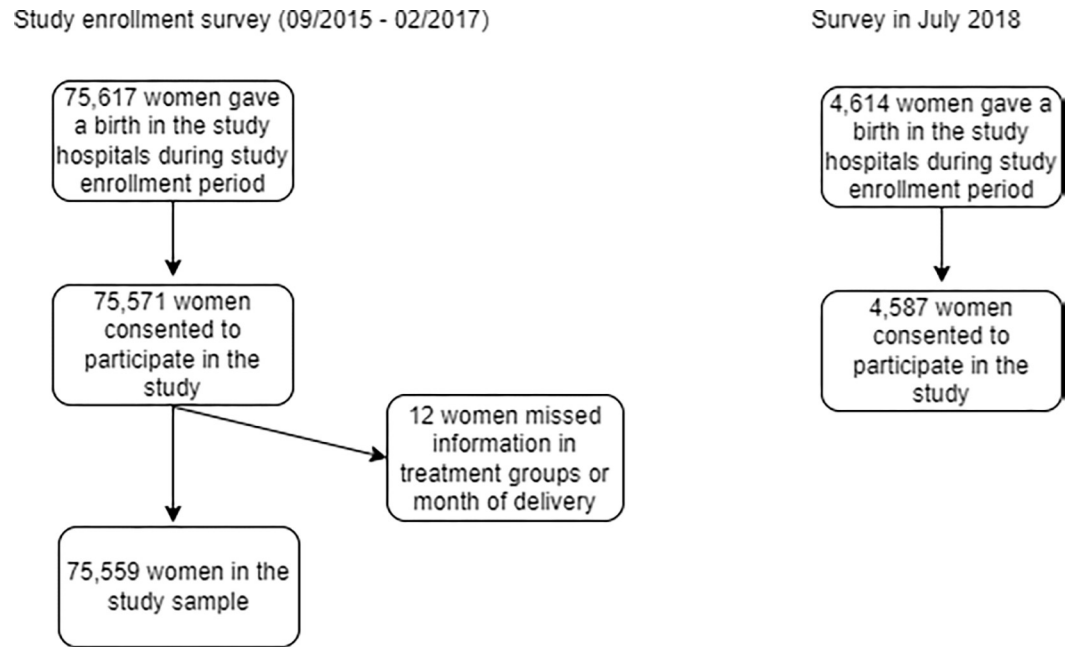 Study enrollment survey (09/2015 - 02/2017)
75,617 women gave
a birth in the study
hospitals during study
enrollment period
75,571 women
consented to
participate in the
study
12 women missed
information in
treatment groups or
month of delivery
75,559 women in the
study sample
Survey in July 2018
4,614 women gave a
birth in the study
hospitals during study
enrollment period
4,587 women
consented to
participate in the
study